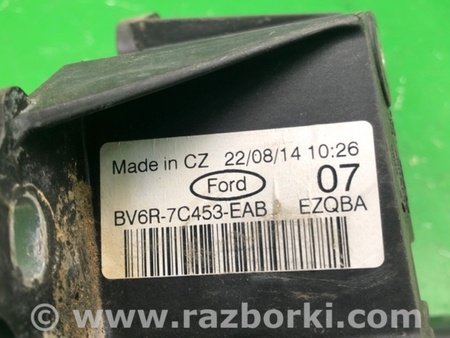 Made in CZ 22/08/14 10:26
Ford 07
BV6R-7C453-EAB EZQBA
© www.razborki.com